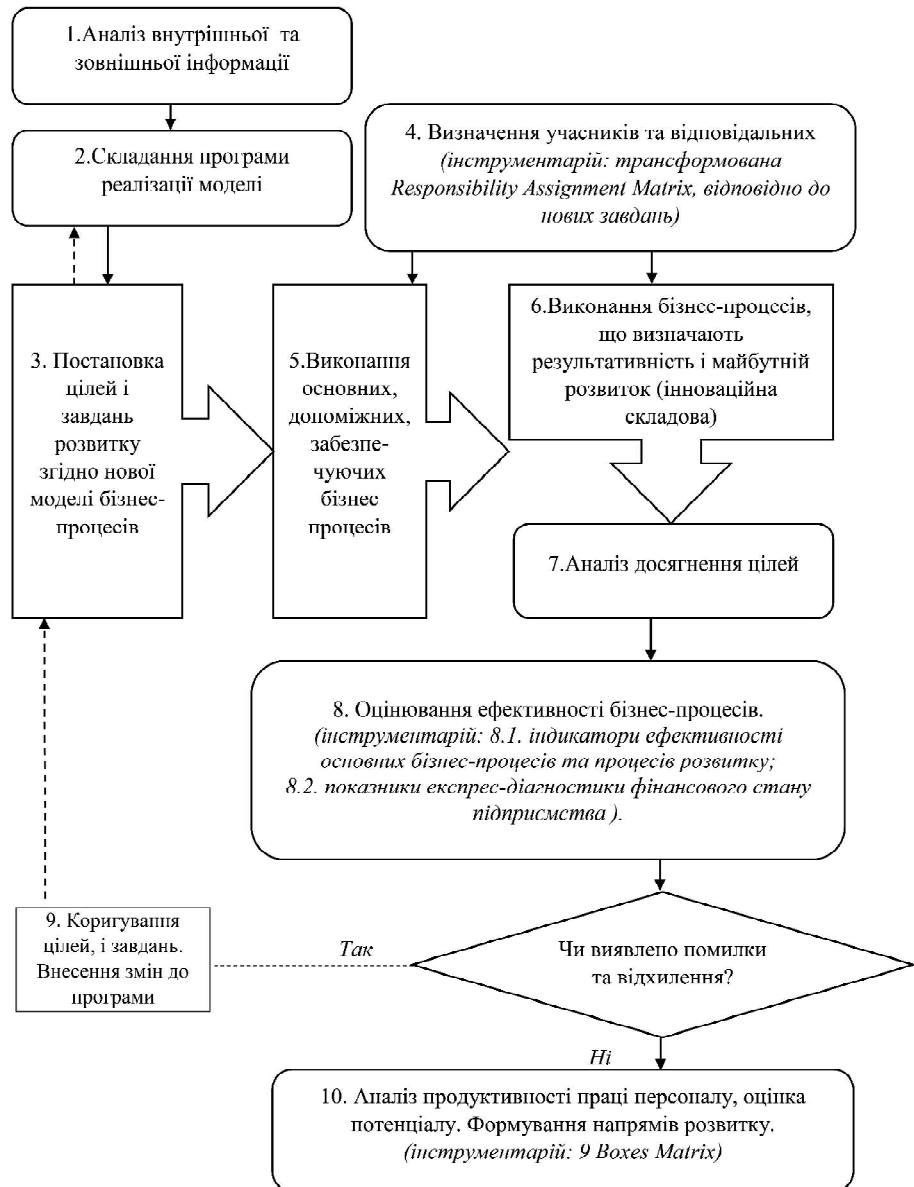 1.Аналіз внутрішньої та
зовнішньої інформації
2.Складання програми
реалізації моделі
4. Визначення учасників та відповідальних
(інструментарій: трансформована
Responsibility Assignment Matrix, відповідно до
нових завдань)
3. Постановка
цілей і
завдань
розвитку
згідно нової
моделі бізнес-
процесів
5.Виконання
основних,
допоміжних,
забезпе-
чуючих
бізнес
процесів
6.Виконання бізнес-процесів,
що визначають
результативність і майбутній
розвиток (інноваційна
складова)
7.Аналіз досягнення цілей
8. Оцінювання ефективності бізнес-процесів.
(інструментарій: 8.1. індикатори ефективності
основних бізнес-процесів та процесів розвитку;
8.2. показники експрес-діагностики фінансового стану
підприємства ).
9. Коригування
цілей, і завдань.
Внесення змін до
програми
Так
Чи виявлено помилки
та відхилення?
Ні
10. Аналіз продуктивності праці персоналу, оцінка
потенціалу. Формування напрямів розвитку.
(інструментарій: 9 Boxes Matrix)